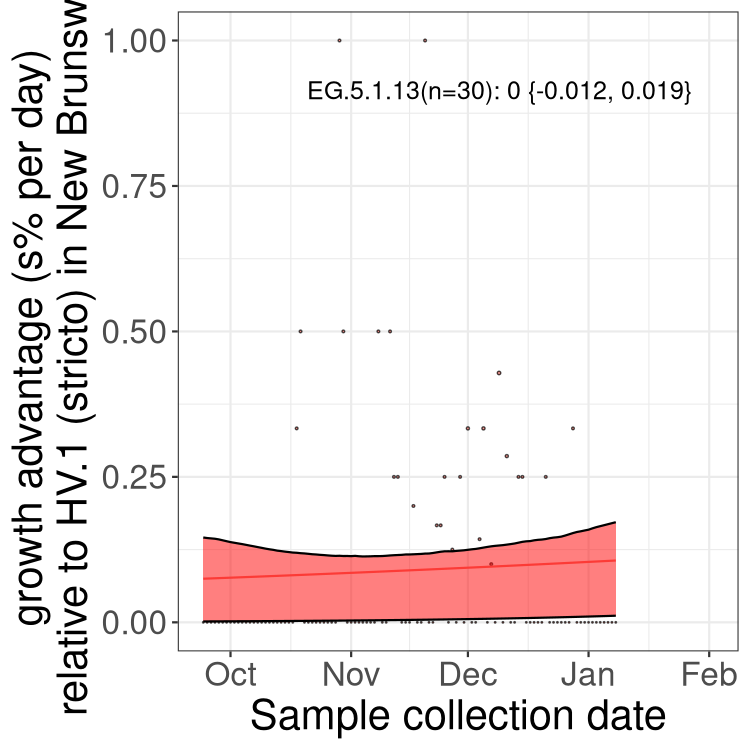 growth advantage (s% per day)
relative to HV.1 (stricto) in New Brunsw
1.00
0.75
0.50
0.25
0.00
EG.5.1.13(n=30): 0 {-0.012, 0.019}
Oct Nov Dec Jan Feb
Sample collection date